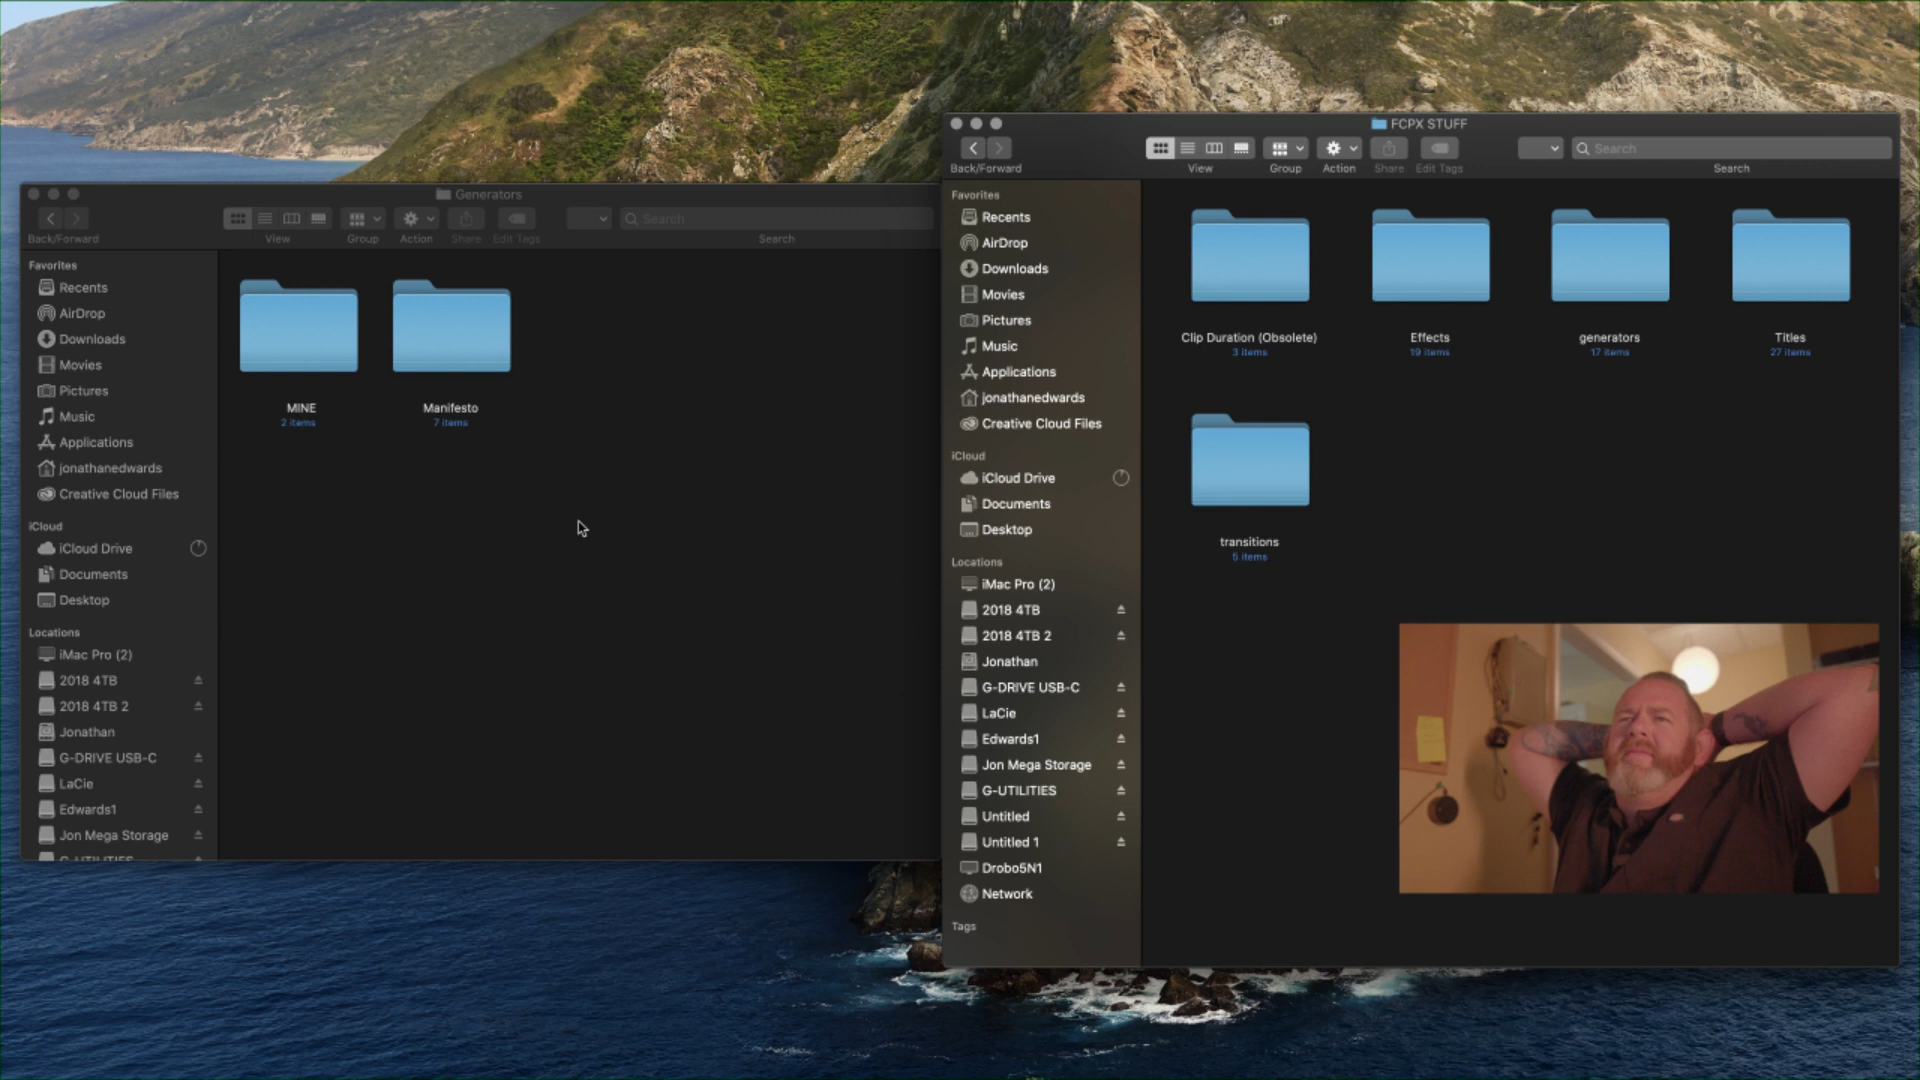 Generators
Back/Forward
View
Group
Action
Share
Edit Tags
Search
Search
Favorites
Recents
AirDrop
Downloads
Movies
Pictures
Music
Applications
jonathanedwards
Creative Cloud Files
iCloud
iCloud Drive
Documents
Desktop
Locations
iMac Pro (2)
2018 4TB
2018 4TB 2
Jonathan
G-DRIVE USB-C
LaCie
Edwards1
Jon Mega Storage
G-UTILITIES
MINE
2 items
Manifesto
7 items
FCPX STUFF
Back/Forward
View
Group
Action
Share
Edit Tags
Search
Search
Favorites
Recents
AirDrop
Downloads
Movies
Pictures
Music
Applications
jonathanedwards
Creative Cloud Files
iCloud
iCloud Drive
Documents
Desktop
Locations
iMac Pro (2)
2018 4TB
2018 4TB 2
Jonathan
G-DRIVE USB-C
LaCie
Edwards1
Jon Mega Storage
G-UTILITIES
Untitled
Untitled 1
Drobo5N1
Network
Tags
Clip Duration (Obsolete)
3 items
Effects
19 items
generators
17 items
Titles
27 items
transitions
5 items